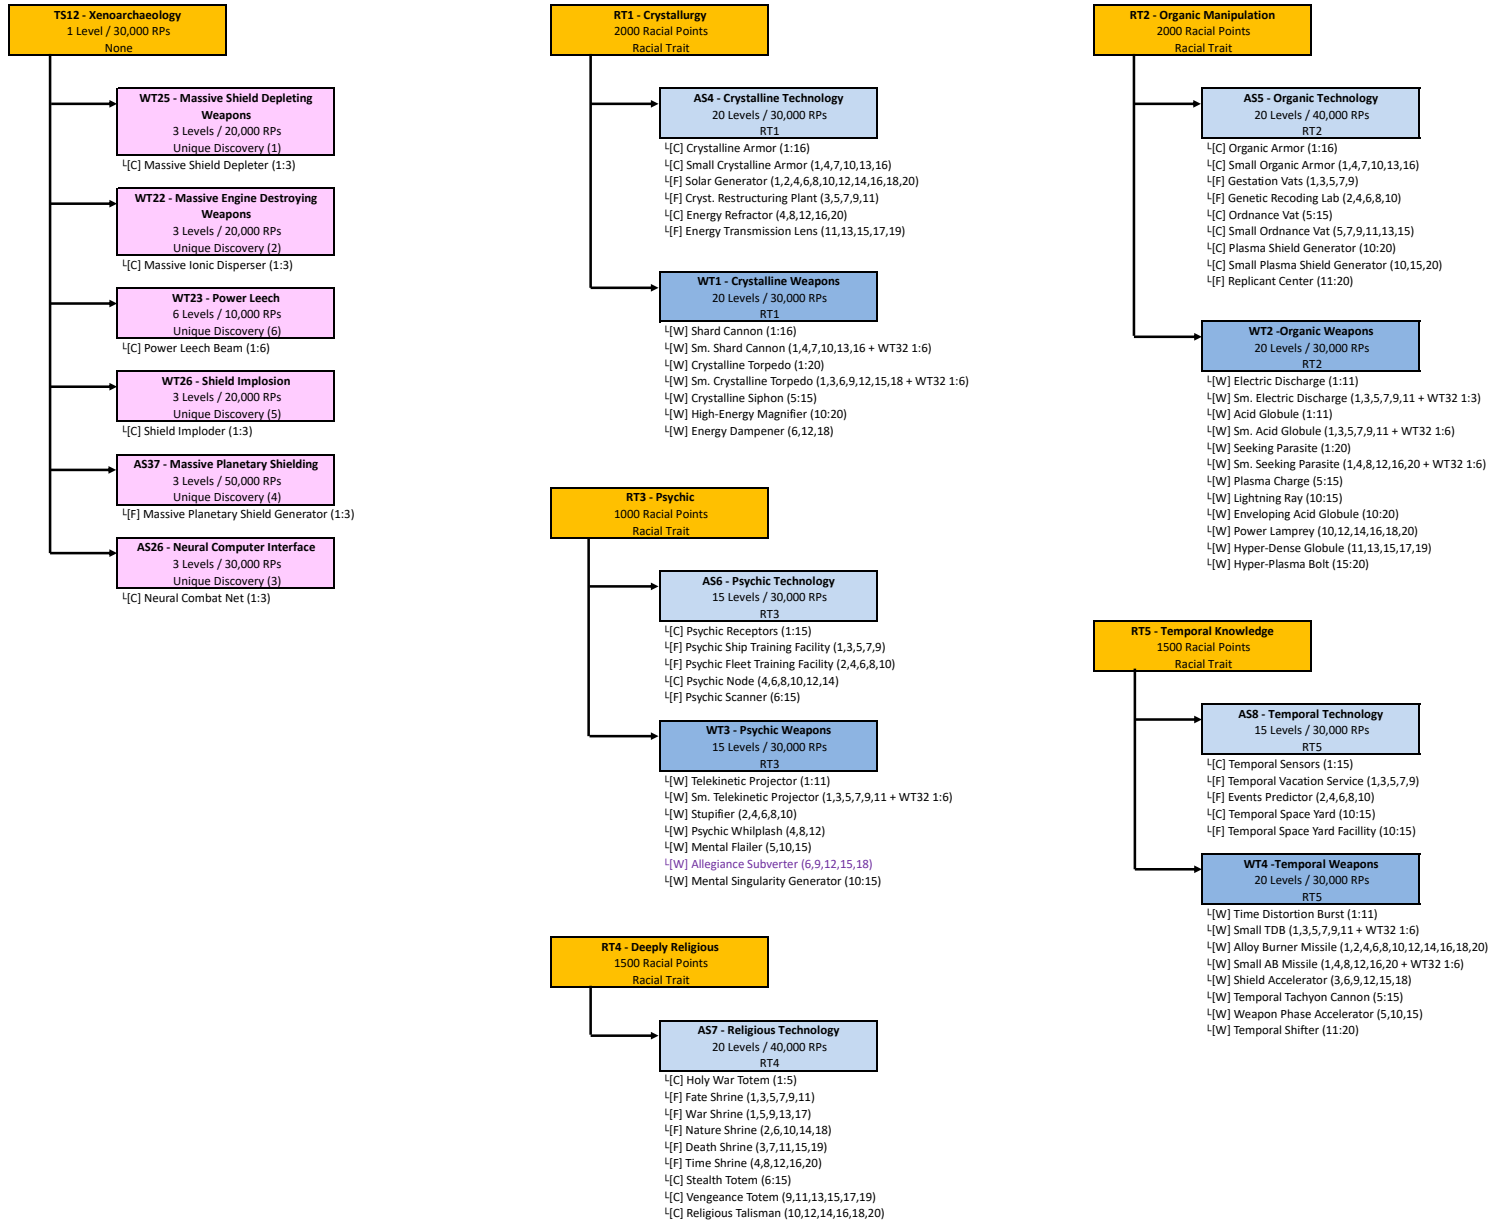 TS12 - Xenoarchaeology
1 Level / 30,000 RPs
None
WT25 - Massive Shield Depleting
Weapons
3 Levels / 20,000 RPs
Unique Discovery (1)
└[C] Massive Shield Depleter (1:3)
WT22 - Massive Engine Destroying
Weapons
3 Levels / 20,000 RPs
Unique Discovery (2)
└[C] Massive Ionic Disperser (1:3)
WT23 - Power Leech
6 Levels / 10,000 RPs
Unique Discovery (6)
└[C] Power Leech Beam (1:6)
WT26 - Shield Implosion
3 Levels / 20,000 RPs
Unique Discovery (5)
└[C] Shield Imploder (1:3)
AS37 - Massive Planetary Shielding
3 Levels / 50,000 RPs
Unique Discovery (4)
└[F] Massive Planetary Shield Generator (1:3)
AS26 - Neural Computer Interface
3 Levels / 30,000 RPs
Unique Discovery (3)
└[C] Neural Combat Net (1:3)
RT1 - Crystallurgy
2000 Racial Points
Racial Trait
AS4 - Crystalline Technology
20 Levels / 30,000 RPs
RT1
└[C] Crystalline Armor (1:16)
└[C] Small Crystalline Armor (1,4,7,10,13,16)
└[F] Solar Generator (1,2,4,6,8,10,12,14,16,18,20)
└[F] Cryst. Restructuring Plant (3,5,7,9,11)
└[C] Energy Refractor (4,8,12,16,20)
└[F] Energy Transmission Lens (11,13,15,17,19)
WT1 - Crystalline Weapons
20 Levels / 30,000 RPs
RT1
└[W] Shard Cannon (1:16)
└[W] Sm. Shard Cannon (1,4,7,10,13,16 + WT32 1:6)
└[W] Crystalline Torpedo (1:20)
└[W] Sm. Crystalline Torpedo (1,3,6,9,12,15,18 + WT32 1:6)
└[W] Crystalline Siphon (5:15)
└[W] High-Energy Magnifier (10:20)
└[W] Energy Dampener (6,12,18)
RT3 - Psychic
1000 Racial Points
Racial Trait
AS6 - Psychic Technology
15 Levels / 30,000 RPs
RT3
└[C] Psychic Receptors (1:15)
└[F] Psychic Ship Training Facility (1,3,5,7,9)
└[F] Psychic Fleet Training Facility (2,4,6,8,10)
└[C] Psychic Node (4,6,8,10,12,14)
└[F] Psychic Scanner (6:15)
WT3 - Psychic Weapons
15 Levels / 30,000 RPs
RT3
└[W] Telekinetic Projector (1:11)
└[W] Sm. Telekinetic Projector (1,3,5,7,9,11 + WT32 1:6)
└[W] Stupifier (2,4,6,8,10)
└[W] Psychic Whilplash (4,8,12)
└[W] Mental Flailer (5,10,15)
└[W] Allegiance Subverter (6,9,12,15,18)
└[W] Mental Singularity Generator (10:15)
RT4 - Deeply Religious
1500 Racial Points
Racial Trait
AS7 - Religious Technology
20 Levels / 40,000 RPs
RT4
└[C] Holy War Totem (1:5)
└[F] Fate Shrine (1,3,5,7,9,11)
└[F] War Shrine (1,5,9,13,17)
└[F] Nature Shrine (2,6,10,14,18)
└[F] Death Shrine (3,7,11,15,19)
└[F] Time Shrine (4,8,12,16,20)
└[C] Stealth Totem (6:15)
└[C] Vengeance Totem (9,11,13,15,17,19)
└[C] Religious Talisman (10,12,14,16,18,20)
RT2 - Organic Manipulation
2000 Racial Points
Racial Trait
AS5 - Organic Technology
20 Levels / 40,000 RPs
RT2
└[C] Organic Armor (1:16)
└[C] Small Organic Armor (1,4,7,10,13,16)
└[F] Gestation Vats (1,3,5,7,9)
└[F] Genetic Recoding Lab (2,4,6,8,10)
└[C] Ordnance Vat (5:15)
└[C] Small Ordnance Vat (5,7,9,11,13,15)
└[C] Plasma Shield Generator (10:20)
└[C] Small Plasma Shield Generator (10,15,20)
└[F] Replicant Center (11:20)
WT2 -Organic Weapons
20 Levels / 30,000 RPs
RT2
└[W] Electric Discharge (1:11)
└[W] Sm. Electric Discharge (1,3,5,7,9,11 + WT32 1:3)
└[W] Acid Globule (1:11)
└[W] Sm. Acid Globule (1,3,5,7,9,11 + WT32 1:6)
└[W] Seeking Parasite (1:20)
└[W] Sm. Seeking Parasite (1,4,8,12,16,20 + WT32 1:6)
└[W] Plasma Charge (5:15)
└[W] Lightning Ray (10:15)
└[W] Enveloping Acid Globule (10:20)
└[W] Power Lamprey (10,12,14,16,18,20)
└[W] Hyper-Dense Globule (11,13,15,17,19)
└[W] Hyper-Plasma Bolt (15:20)
RT5 - Temporal Knowledge
1500 Racial Points
Racial Trait
AS8 - Temporal Technology
15 Levels / 30,000 RPs
RT5
└[C] Temporal Sensors (1:15)
└[F] Temporal Vacation Service (1,3,5,7,9)
└[F] Events Predictor (2,4,6,8,10)
└[C] Temporal Space Yard (10:15)
└[F] Temporal Space Yard Facillity (10:15)
WT4 -Temporal Weapons
20 Levels / 30,000 RPs
RT5
└[W] Time Distortion Burst (1:11)
└[W] Small TDB (1,3,5,7,9,11 + WT32 1:6)
└[W] Alloy Burner Missile (1,2,4,6,8,10,12,14,16,18,20)
└[W] Small AB Missile (1,4,8,12,16,20 + WT32 1:6)
└[W] Shield Accelerator (3,6,9,12,15,18)
└[W] Temporal Tachyon Cannon (5:15)
└[W] Weapon Phase Accelerator (5,10,15)
└[W] Temporal Shifter (11:20)